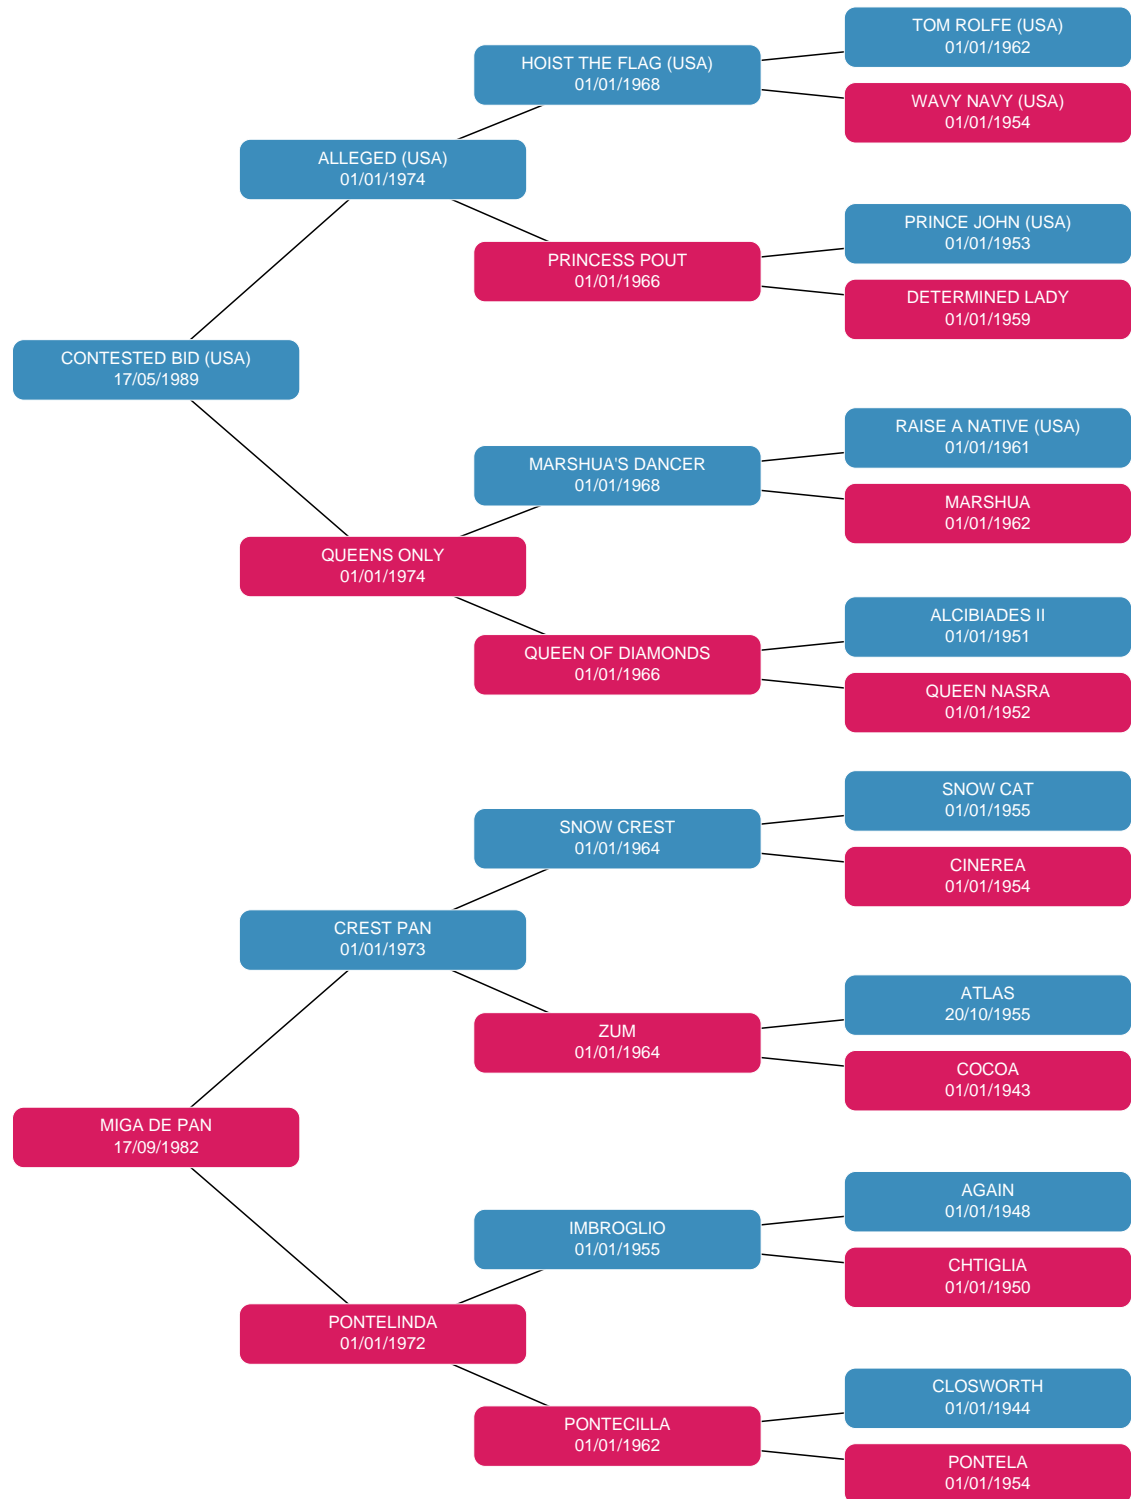 TOM ROLFE (USA)
01/01/1962
HOIST THE FLAG (USA)
01/01/1968
WAVY NAVY (USA)
01/01/1954
ALLEGED (USA)
01/01/1974
PRINCE JOHN (USA)
01/01/1953
PRINCESS POUT
01/01/1966
DETERMINED LADY
01/01/1959
CONTESTED BID (USA)
17/05/1989
RAISE A NATIVE (USA)
01/01/1961
MARSHUA'S DANCER
01/01/1968
MARSHUA
01/01/1962
QUEENS ONLY
01/01/1974
ALCIBIADES II
01/01/1951
QUEEN OF DIAMONDS
01/01/1966
QUEEN NASRA
01/01/1952
SNOW CAT
01/01/1955
SNOW CREST
01/01/1964
CINEREA
01/01/1954
CREST PAN
01/01/1973
ATLAS
20/10/1955
ZUM
01/01/1964
COCOA
01/01/1943
MIGA DE PAN
17/09/1982
AGAIN
01/01/1948
IMBROGLIO
01/01/1955
CHTIGLIA
01/01/1950
PONTELINDA
01/01/1972
CLOSWORTH
01/01/1944
PONTECILLA
01/01/1962
PONTELA
01/01/1954